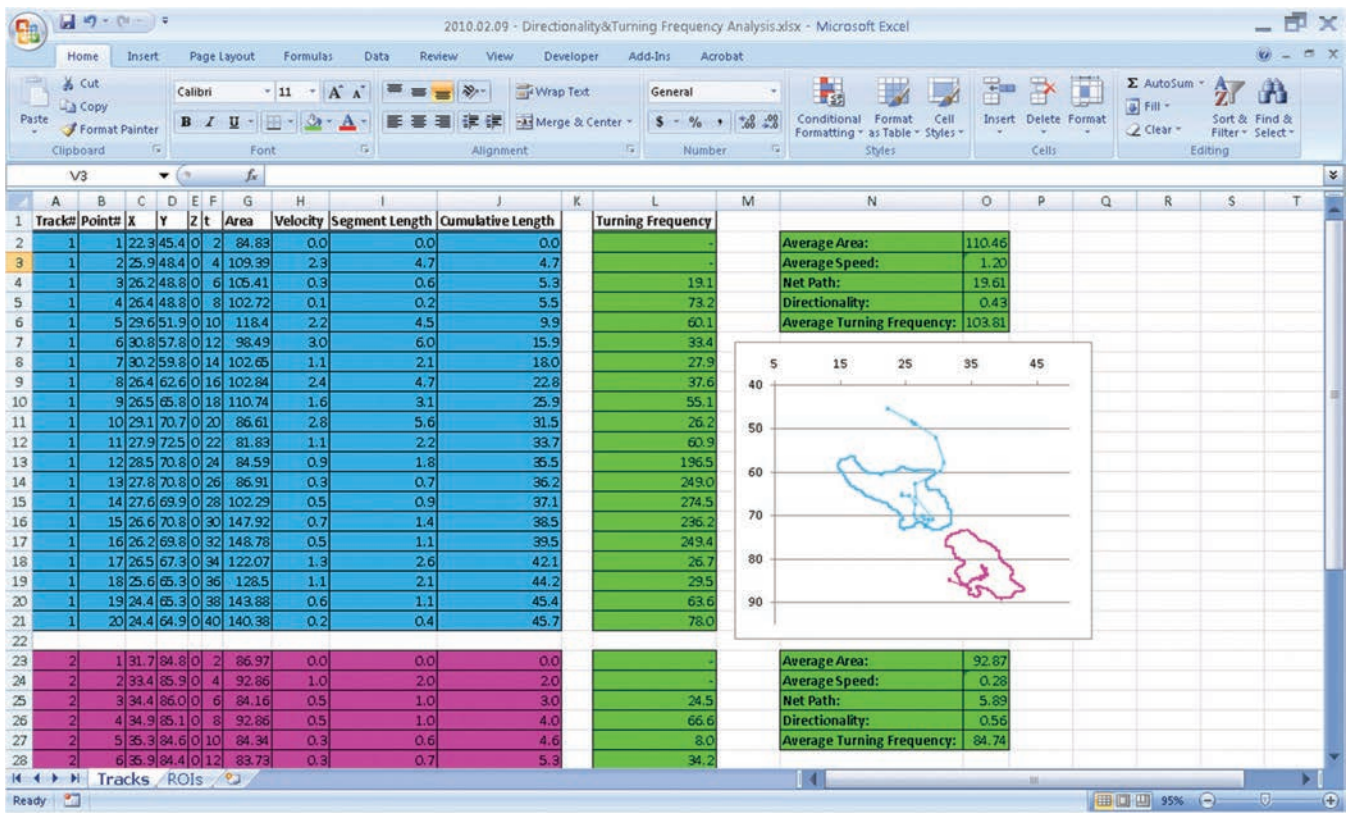 2010.02.09 - Directionality&Turning Frequency Analysis.xlsx - Microsoft Excel
Home Insert Page Layout Formulas Data Review View Developer Add-Ins Acrobat
Paste
Cut
Copy
Format Painter
Clipboard
Calibri 11
Font
Wrap Text
Merge & Center
Alignment
General
$ % ,
Number
Conditional Formatting
Format as Table
Cell Styles
Styles
Insert Delete Format
Cells
AutoSum
Fill
Clear
Sort & Filter
Find & Select
Editing
V3 fx
A B C D E F G H I J K L M N O P Q R S T
1 Track# Point# X Y Z t Area Velocity Segment Length Cumulative Length Turning Frequency
2 1 1 22.3 45.4 0 2 84.83 0.0 0.0 0.0 - Average Area: 110.46
3 1 2 25.9 48.4 0 4 109.39 2.3 4.7 4.7 - Average Speed: 1.20
4 1 3 26.2 48.8 0 6 105.41 0.3 0.6 5.3 19.1 Net Path: 19.61
5 1 4 26.4 48.8 0 8 102.72 0.1 0.2 5.5 73.2 Directionality: 0.43
6 1 5 29.6 51.9 0 10 118.4 2.2 4.5 9.9 60.1 Average Turning Frequency: 103.81
7 1 6 30.8 57.8 0 12 98.49 3.0 6.0 15.9 33.4
8 1 7 30.2 59.8 0 14 102.65 1.1 2.1 18.0 27.9
9 1 8 26.4 62.6 0 16 102.84 2.4 4.7 22.8 37.6
10 1 9 26.5 65.8 0 18 110.74 1.6 3.1 25.9 55.1
11 1 10 29.1 70.7 0 20 86.61 2.8 5.6 31.5 26.2
12 1 11 27.9 72.5 0 22 81.83 1.1 2.2 33.7 60.9
13 1 12 28.5 70.8 0 24 84.59 0.9 1.8 35.5 196.5
14 1 13 27.8 70.8 0 26 86.91 0.3 0.7 36.2 249.0
15 1 14 27.6 69.9 0 28 102.29 0.5 0.9 37.1 274.5
16 1 15 26.6 70.8 0 30 147.92 0.7 1.4 38.5 236.2
17 1 16 26.2 69.8 0 32 148.78 0.5 1.1 39.5 249.4
18 1 17 26.5 67.3 0 34 122.07 1.3 2.6 42.1 26.7
19 1 18 25.6 65.3 0 36 128.5 1.1 2.1 44.2 29.5
20 1 19 24.4 65.3 0 38 143.88 0.6 1.1 45.4 63.6
21 1 20 24.4 64.9 0 40 140.38 0.2 0.4 45.7 78.0
5 15 25 35 45
40
50
60
70
80
90
22
23 2 1 31.7 84.8 0 2 86.97 0.0 0.0 0.0 - Average Area: 92.87
24 2 2 33.4 85.9 0 4 92.86 1.0 2.0 2.0 - Average Speed: 0.28
25 2 3 34.4 86.0 0 6 84.16 0.5 1.0 3.0 24.5 Net Path: 5.89
26 2 4 34.9 85.1 0 8 92.86 0.5 1.0 4.0 66.6 Directionality: 0.56
27 2 5 35.3 84.6 0 10 84.34 0.3 0.6 4.6 8.0 Average Turning Frequency: 84.74
28 2 6 35.9 84.4 0 12 83.73 0.3 0.7 5.3 34.2
Tracks ROIs
Ready 95%